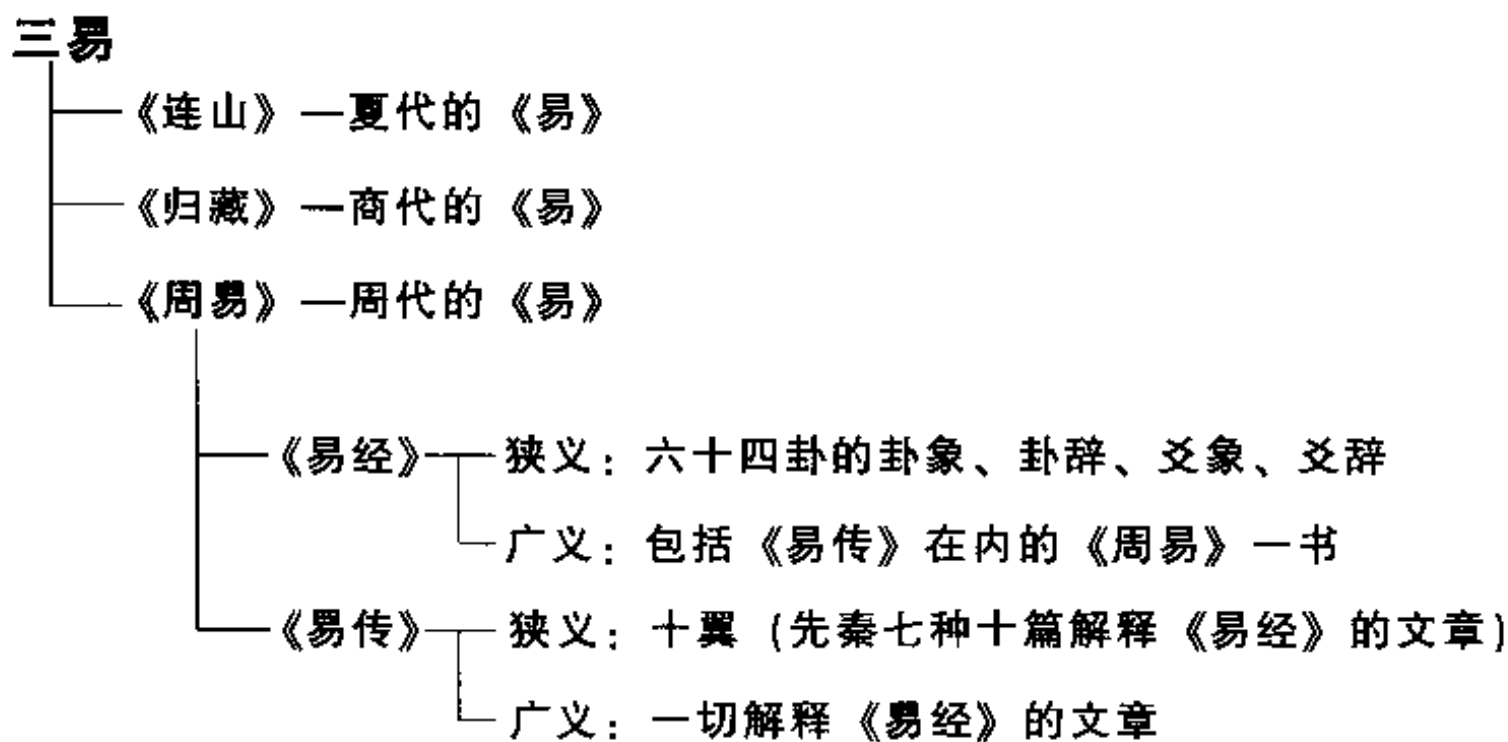 三易
《连山》—夏代的《易》
《归藏》—商代的《易》
《周易》—周代的《易》
《易经》 狭义：六十四卦的卦象、卦辞、爻象、爻辞
广义：包括《易传》在内的《周易》一书
《易传》 狭义：十翼（先秦七种十篇解释《易经》的文章）
广义：一切解释《易经》的文章